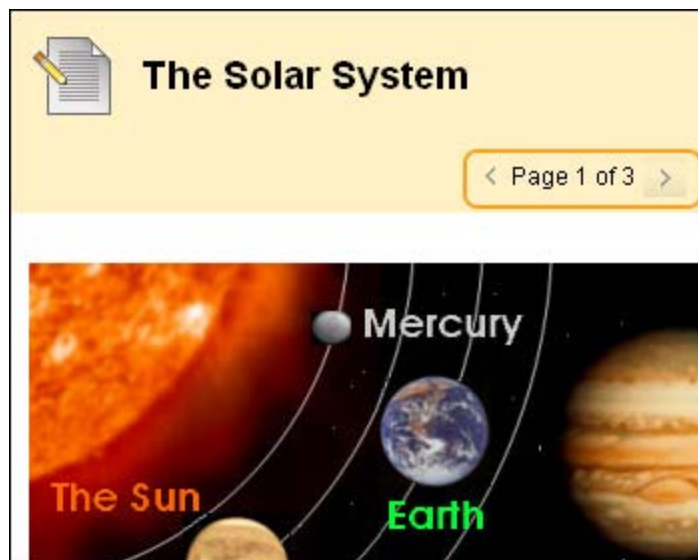 The Solar System
< Page 1 of 3 >
Mercury
The Sun
Earth